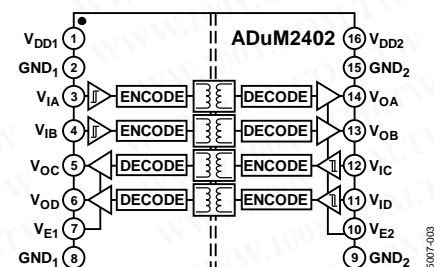 ADuM2402
VDD1 1
16 VDD2
GND1 2
15 GND2
VIA 3
ENCODE
DECODE
14 VOA
VIB 4
ENCODE
DECODE
13 VOB
VOC 5
DECODE
ENCODE
12 VIC
VOD 6
DECODE
ENCODE
11 VID
VE1 7
10 VE2
GND1 8
9 GND2
5007-003